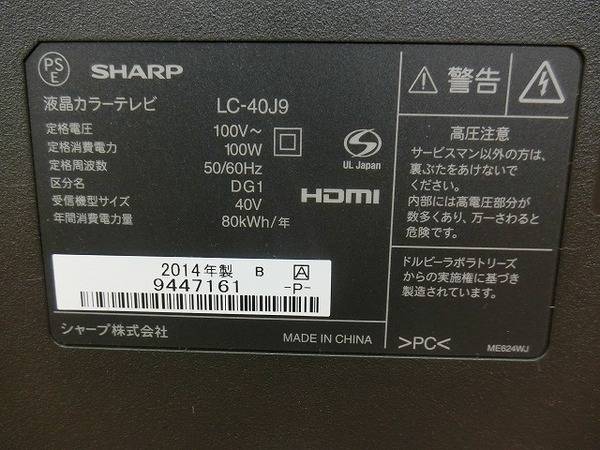 PS
E
SHARP
液晶カラーテレビ LC-40J9
定格電圧 100V～
定格消費電力 100W
定格周波数 50/60Hz
区分名 DG1
受信機型サイズ 40V
年間消費電力量 80kWh/年
UL Japan
HDMI
2014年製 B A
9447161 -P-
シャープ株式会社
MADE IN CHINA
警告
高圧注意
サービスマン以外の方は、
裏ぶたをあけないで
ください。
内部には高電圧部分が
数多くあり、万一さわると
危険です。
ドルビーラボラトリーズ
からの実施権に基づき
製造されています。
>PC<
ME624WJ